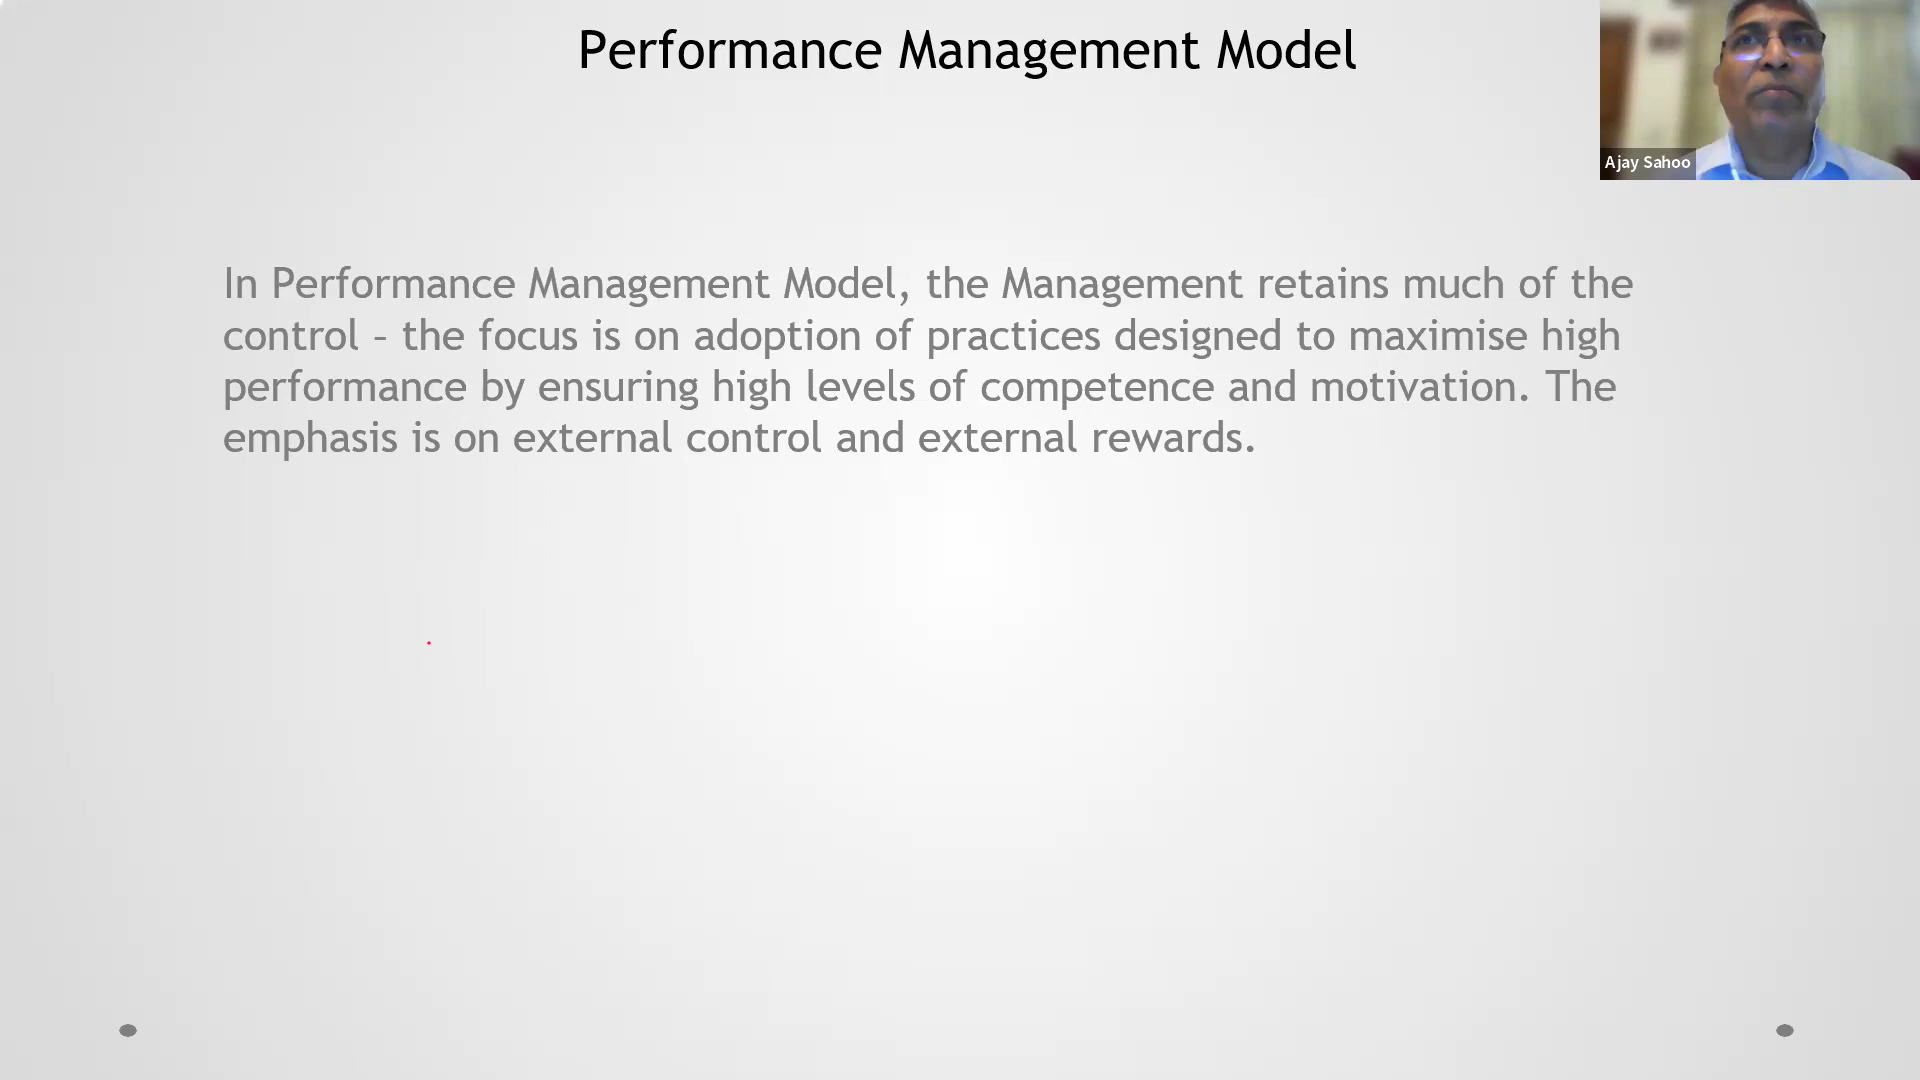 Performance Management Model
Ajay Sahoo
In Performance Management Model, the Management retains much of the
control – the focus is on adoption of practices designed to maximise high
performance by ensuring high levels of competence and motivation. The
emphasis is on external control and external rewards.